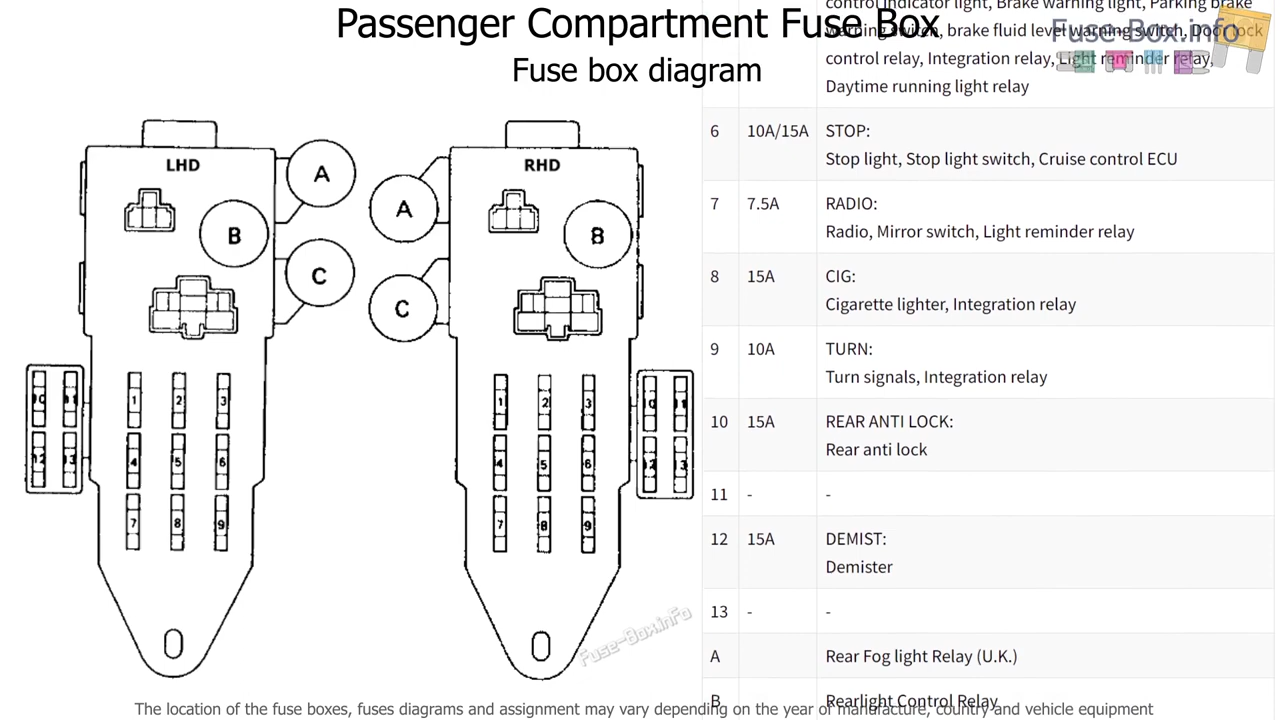 Passenger Compartment Fuse Box
Fuse box diagram
control indicator light, Brake warning light, Parking brake
warning switch, brake fluid level warning switch, Door lock
control relay, Integration relay, Light reminder relay,
Daytime running light relay
Fuse-Box.info
LHD
A
B
C
10
11
12
13
1
2
3
4
5
6
7
8
9
RHD
A
B
C
1
2
3
4
5
6
7
8
9
10
11
12
13
Fuse-Box.info
6 10A/15A STOP:
Stop light, Stop light switch, Cruise control ECU
7 7.5A RADIO:
Radio, Mirror switch, Light reminder relay
8 15A CIG:
Cigarette lighter, Integration relay
9 10A TURN:
Turn signals, Integration relay
10 15A REAR ANTI LOCK:
Rear anti lock
11 - -
12 15A DEMIST:
Demister
13 - -
A Rear Fog light Relay (U.K.)
B Rearlight Control Relay
The location of the fuse boxes, fuses diagrams and assignment may vary depending on the year of manufacture, country and vehicle equipment